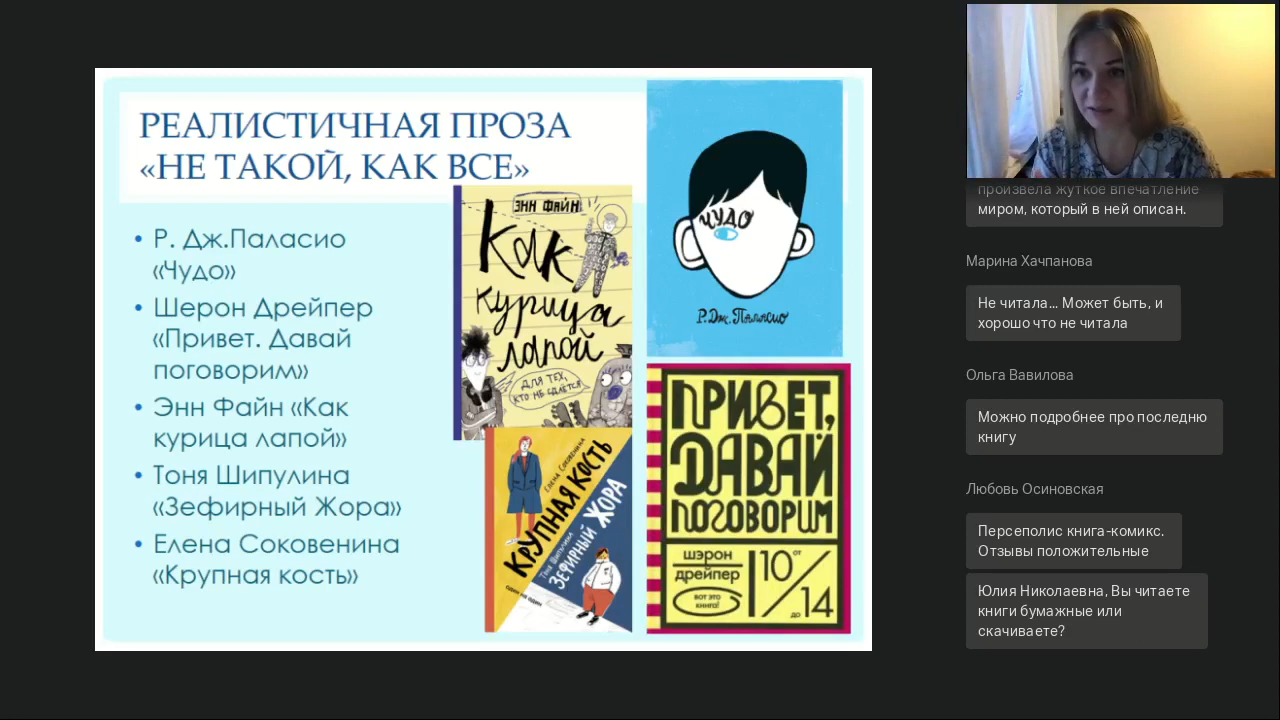 РЕАЛИСТИЧНАЯ ПРОЗА
«НЕ ТАКОЙ, КАК ВСЕ»
• Р. Дж.Паласио
«Чудо»
• Шерон Дрейпер
«Привет. Давай
поговорим»
• Энн Файн «Как
курица лапой»
• Тоня Шипулина
«Зефирный Жора»
• Елена Соковенина
«Крупная кость»
ЭНН ФАЙН
Как
курица
лапой
ДЛЯ ТЕХ,
КТО НЕ СДАЁТСЯ
ЧУДО
Р. Дж. Паласио
ЕЛЕНА СОКОВЕНИНА
КРУПНАЯ КОСТЬ
ТОНЯ ШИПУЛИНА
ЗЕФИРНЫЙ ЖОРА
один на один
ПРИВЕТ,
ДАВАЙ
ПОГОВОРИМ
шэрон
дрейпер
вот это
книга!
10 от
до 14
произвела жуткое впечатление
миром, который в ней описан.
Марина Хачпанова
Не читала... Может быть, и
хорошо что не читала
Ольга Вавилова
Можно подробнее про последню
книгу
Любовь Осиновская
Персеполис книга-комикс.
Отзывы положительные
Юлия Николаевна, Вы читаете
книги бумажные или
скачиваете?